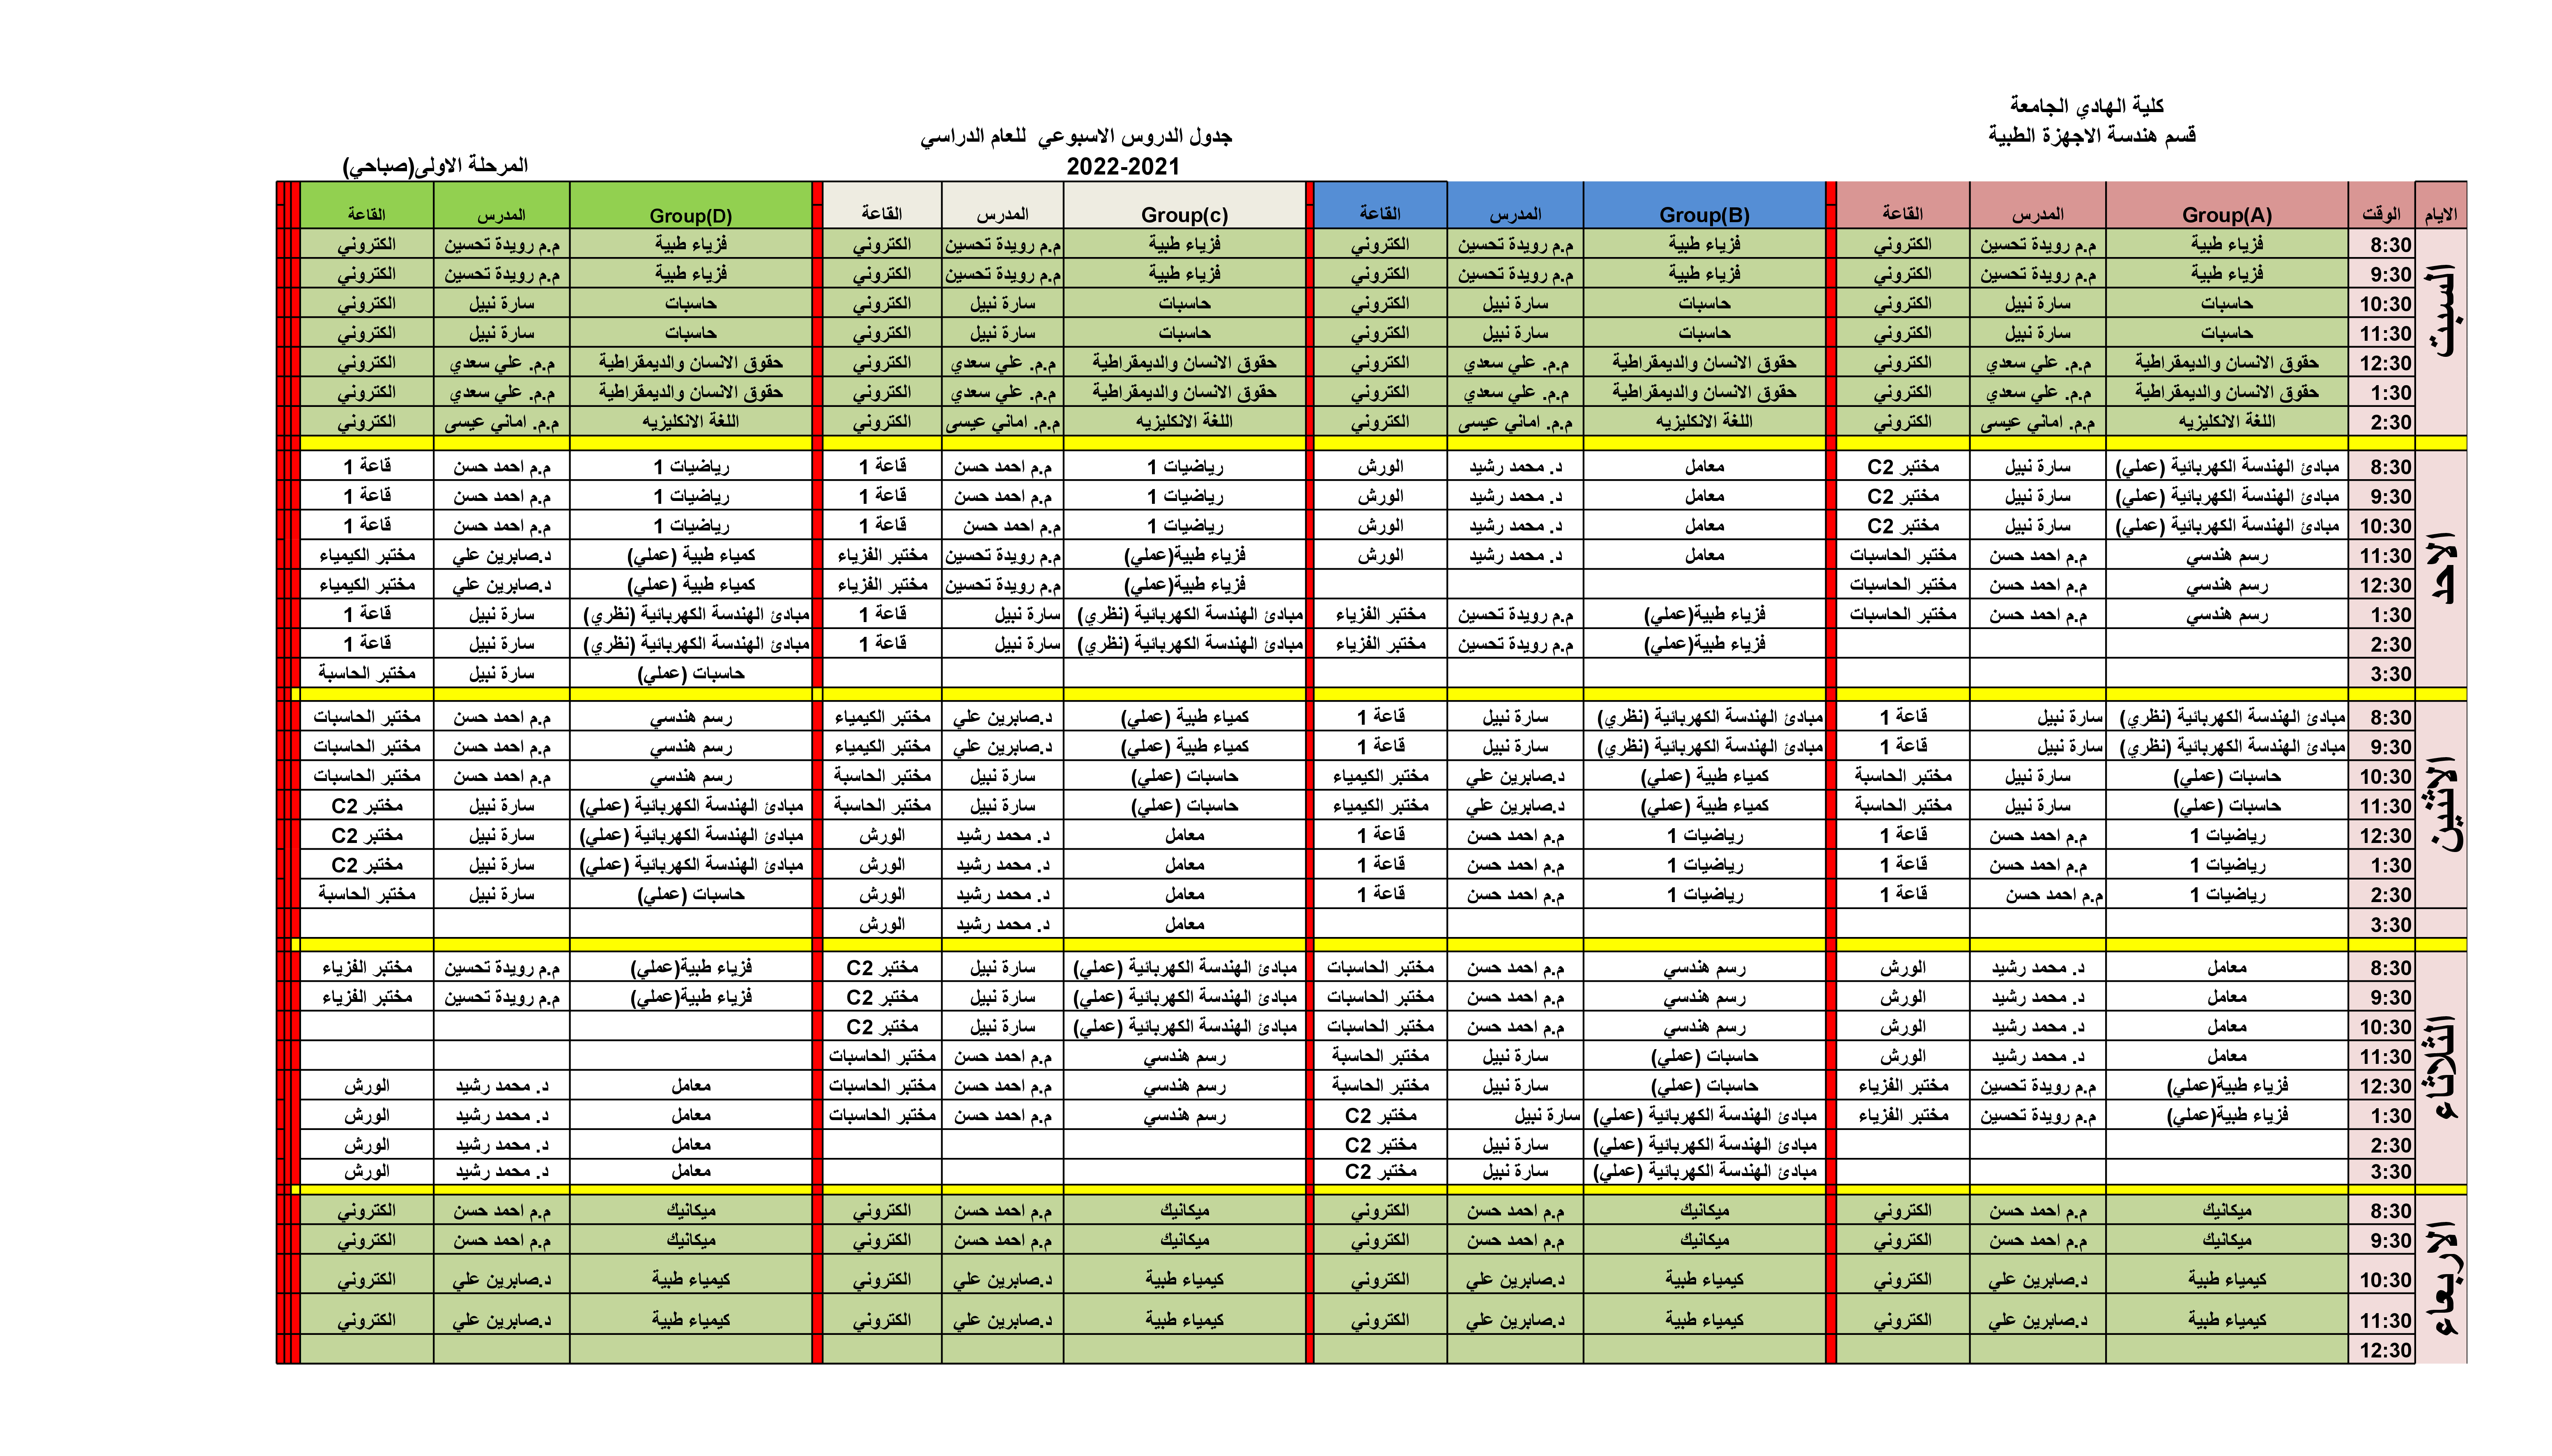 كلية الهادي الجامعة
قسم هندسة الاجهزة الطبية
جدول الدروس الاسبوعي للعام الدراسي
2022-2021
المرحلة الاولى(صباحي)
الايام الوقت Group(A) المدرس القاعة Group(B) المدرس القاعة Group(c) المدرس القاعة Group(D) المدرس القاعة
السبت
8:30 فزياء طبية م.م رويدة تحسين الكتروني فزياء طبية م.م رويدة تحسين الكتروني فزياء طبية م.م رويدة تحسين الكتروني فزياء طبية م.م رويدة تحسين الكتروني
9:30 فزياء طبية م.م رويدة تحسين الكتروني فزياء طبية م.م رويدة تحسين الكتروني فزياء طبية م.م رويدة تحسين الكتروني فزياء طبية م.م رويدة تحسين الكتروني
10:30 حاسبات سارة نبيل الكتروني حاسبات سارة نبيل الكتروني حاسبات سارة نبيل الكتروني حاسبات سارة نبيل الكتروني
11:30 حاسبات سارة نبيل الكتروني حاسبات سارة نبيل الكتروني حاسبات سارة نبيل الكتروني حاسبات سارة نبيل الكتروني
12:30 حقوق الانسان والديمقراطية م.م. علي سعدي الكتروني حقوق الانسان والديمقراطية م.م. علي سعدي الكتروني حقوق الانسان والديمقراطية م.م. علي سعدي الكتروني حقوق الانسان والديمقراطية م.م. علي سعدي الكتروني
1:30 حقوق الانسان والديمقراطية م.م. علي سعدي الكتروني حقوق الانسان والديمقراطية م.م. علي سعدي الكتروني حقوق الانسان والديمقراطية م.م. علي سعدي الكتروني حقوق الانسان والديمقراطية م.م. علي سعدي الكتروني
2:30 اللغة الانكليزيه م.م. اماني عيسى الكتروني اللغة الانكليزيه م.م. اماني عيسى الكتروني اللغة الانكليزيه م.م. اماني عيسى الكتروني اللغة الانكليزيه م.م. اماني عيسى الكتروني
الاحد
8:30 مبادئ الهندسة الكهربائية (عملي) سارة نبيل مختبر C2 معامل د. محمد رشيد الورش رياضيات 1 م.م احمد حسن قاعة 1 رياضيات 1 م.م احمد حسن قاعة 1
9:30 مبادئ الهندسة الكهربائية (عملي) سارة نبيل مختبر C2 معامل د. محمد رشيد الورش رياضيات 1 م.م احمد حسن قاعة 1 رياضيات 1 م.م احمد حسن قاعة 1
10:30 مبادئ الهندسة الكهربائية (عملي) سارة نبيل مختبر C2 معامل د. محمد رشيد الورش رياضيات 1 م.م احمد حسن قاعة 1 رياضيات 1 م.م احمد حسن قاعة 1
11:30 رسم هندسي م.م احمد حسن مختبر الحاسبات معامل د. محمد رشيد الورش فزياء طبية(عملي) م.م رويدة تحسين مختبر الفزياء كمياء طبية (عملي) د.صابرين علي مختبر الكيمياء
12:30 رسم هندسي م.م احمد حسن مختبر الحاسبات فزياء طبية(عملي) م.م رويدة تحسين مختبر الفزياء كمياء طبية (عملي) د.صابرين علي مختبر الكيمياء
1:30 رسم هندسي م.م احمد حسن مختبر الحاسبات فزياء طبية(عملي) م.م رويدة تحسين مختبر الفزياء مبادئ الهندسة الكهربائية (نظري) سارة نبيل قاعة 1 مبادئ الهندسة الكهربائية (نظري) سارة نبيل قاعة 1
2:30 فزياء طبية(عملي) م.م رويدة تحسين مختبر الفزياء مبادئ الهندسة الكهربائية (نظري) سارة نبيل قاعة 1 مبادئ الهندسة الكهربائية (نظري) سارة نبيل قاعة 1
3:30 حاسبات (عملي) سارة نبيل مختبر الحاسبة
الاثنين
8:30 مبادئ الهندسة الكهربائية (نظري) سارة نبيل قاعة 1 مبادئ الهندسة الكهربائية (نظري) سارة نبيل قاعة 1 كمياء طبية (عملي) د.صابرين علي مختبر الكيمياء رسم هندسي م.م احمد حسن مختبر الحاسبات
9:30 مبادئ الهندسة الكهربائية (نظري) سارة نبيل قاعة 1 مبادئ الهندسة الكهربائية (نظري) سارة نبيل قاعة 1 كمياء طبية (عملي) د.صابرين علي مختبر الكيمياء رسم هندسي م.م احمد حسن مختبر الحاسبات
10:30 حاسبات (عملي) سارة نبيل مختبر الحاسبة كمياء طبية (عملي) د.صابرين علي مختبر الكيمياء حاسبات (عملي) سارة نبيل مختبر الحاسبة رسم هندسي م.م احمد حسن مختبر الحاسبات
11:30 حاسبات (عملي) سارة نبيل مختبر الحاسبة كمياء طبية (عملي) د.صابرين علي مختبر الكيمياء حاسبات (عملي) سارة نبيل مختبر الحاسبة مبادئ الهندسة الكهربائية (عملي) سارة نبيل مختبر C2
12:30 رياضيات 1 م.م احمد حسن قاعة 1 رياضيات 1 م.م احمد حسن قاعة 1 معامل د. محمد رشيد الورش مبادئ الهندسة الكهربائية (عملي) سارة نبيل مختبر C2
1:30 رياضيات 1 م.م احمد حسن قاعة 1 رياضيات 1 م.م احمد حسن قاعة 1 معامل د. محمد رشيد الورش مبادئ الهندسة الكهربائية (عملي) سارة نبيل مختبر C2
2:30 رياضيات 1 م.م احمد حسن قاعة 1 رياضيات 1 م.م احمد حسن قاعة 1 معامل د. محمد رشيد الورش حاسبات (عملي) سارة نبيل مختبر الحاسبة
3:30 معامل د. محمد رشيد الورش
الثلاثاء
8:30 معامل د. محمد رشيد الورش رسم هندسي م.م احمد حسن مختبر الحاسبات مبادئ الهندسة الكهربائية (عملي) سارة نبيل مختبر C2 فزياء طبية(عملي) م.م رويدة تحسين مختبر الفزياء
9:30 معامل د. محمد رشيد الورش رسم هندسي م.م احمد حسن مختبر الحاسبات مبادئ الهندسة الكهربائية (عملي) سارة نبيل مختبر C2 فزياء طبية(عملي) م.م رويدة تحسين مختبر الفزياء
10:30 معامل د. محمد رشيد الورش رسم هندسي م.م احمد حسن مختبر الحاسبات مبادئ الهندسة الكهربائية (عملي) سارة نبيل مختبر C2
11:30 معامل د. محمد رشيد الورش حاسبات (عملي) سارة نبيل مختبر الحاسبة رسم هندسي م.م احمد حسن مختبر الحاسبات
12:30 فزياء طبية(عملي) م.م رويدة تحسين مختبر الفزياء حاسبات (عملي) سارة نبيل مختبر الحاسبة رسم هندسي م.م احمد حسن مختبر الحاسبات معامل د. محمد رشيد الورش
1:30 فزياء طبية(عملي) م.م رويدة تحسين مختبر الفزياء مبادئ الهندسة الكهربائية (عملي) سارة نبيل مختبر C2 رسم هندسي م.م احمد حسن مختبر الحاسبات معامل د. محمد رشيد الورش
2:30 مبادئ الهندسة الكهربائية (عملي) سارة نبيل مختبر C2 معامل د. محمد رشيد الورش
3:30 مبادئ الهندسة الكهربائية (عملي) سارة نبيل مختبر C2 معامل د. محمد رشيد الورش
الاربعاء
8:30 ميكانيك م.م احمد حسن الكتروني ميكانيك م.م احمد حسن الكتروني ميكانيك م.م احمد حسن الكتروني ميكانيك م.م احمد حسن الكتروني
9:30 ميكانيك م.م احمد حسن الكتروني ميكانيك م.م احمد حسن الكتروني ميكانيك م.م احمد حسن الكتروني ميكانيك م.م احمد حسن الكتروني
10:30 كيمياء طبية د.صابرين علي الكتروني كيمياء طبية د.صابرين علي الكتروني كيمياء طبية د.صابرين علي الكتروني كيمياء طبية د.صابرين علي الكتروني
11:30 كيمياء طبية د.صابرين علي الكتروني كيمياء طبية د.صابرين علي الكتروني كيمياء طبية د.صابرين علي الكتروني كيمياء طبية د.صابرين علي الكتروني
12:30